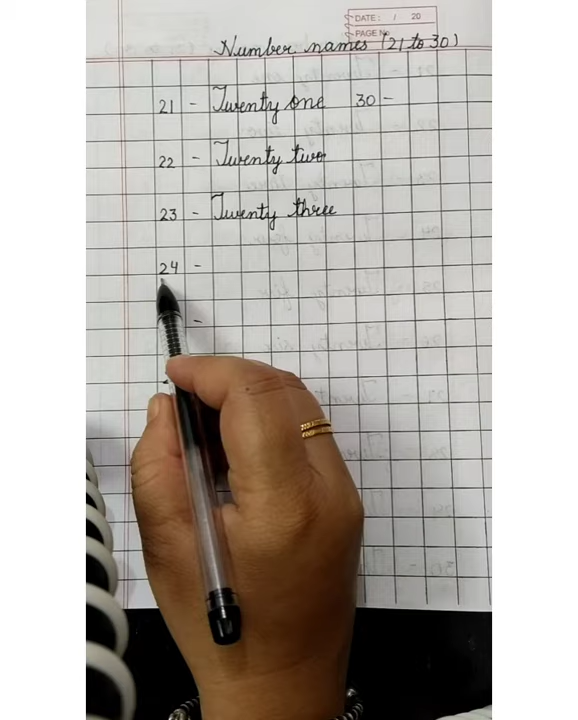 DATE: / 20
PAGE No.
Number names (21 to 30)
21 - Twenty one 30 -
22 - Twenty two
23 - Twenty three
24 -
-